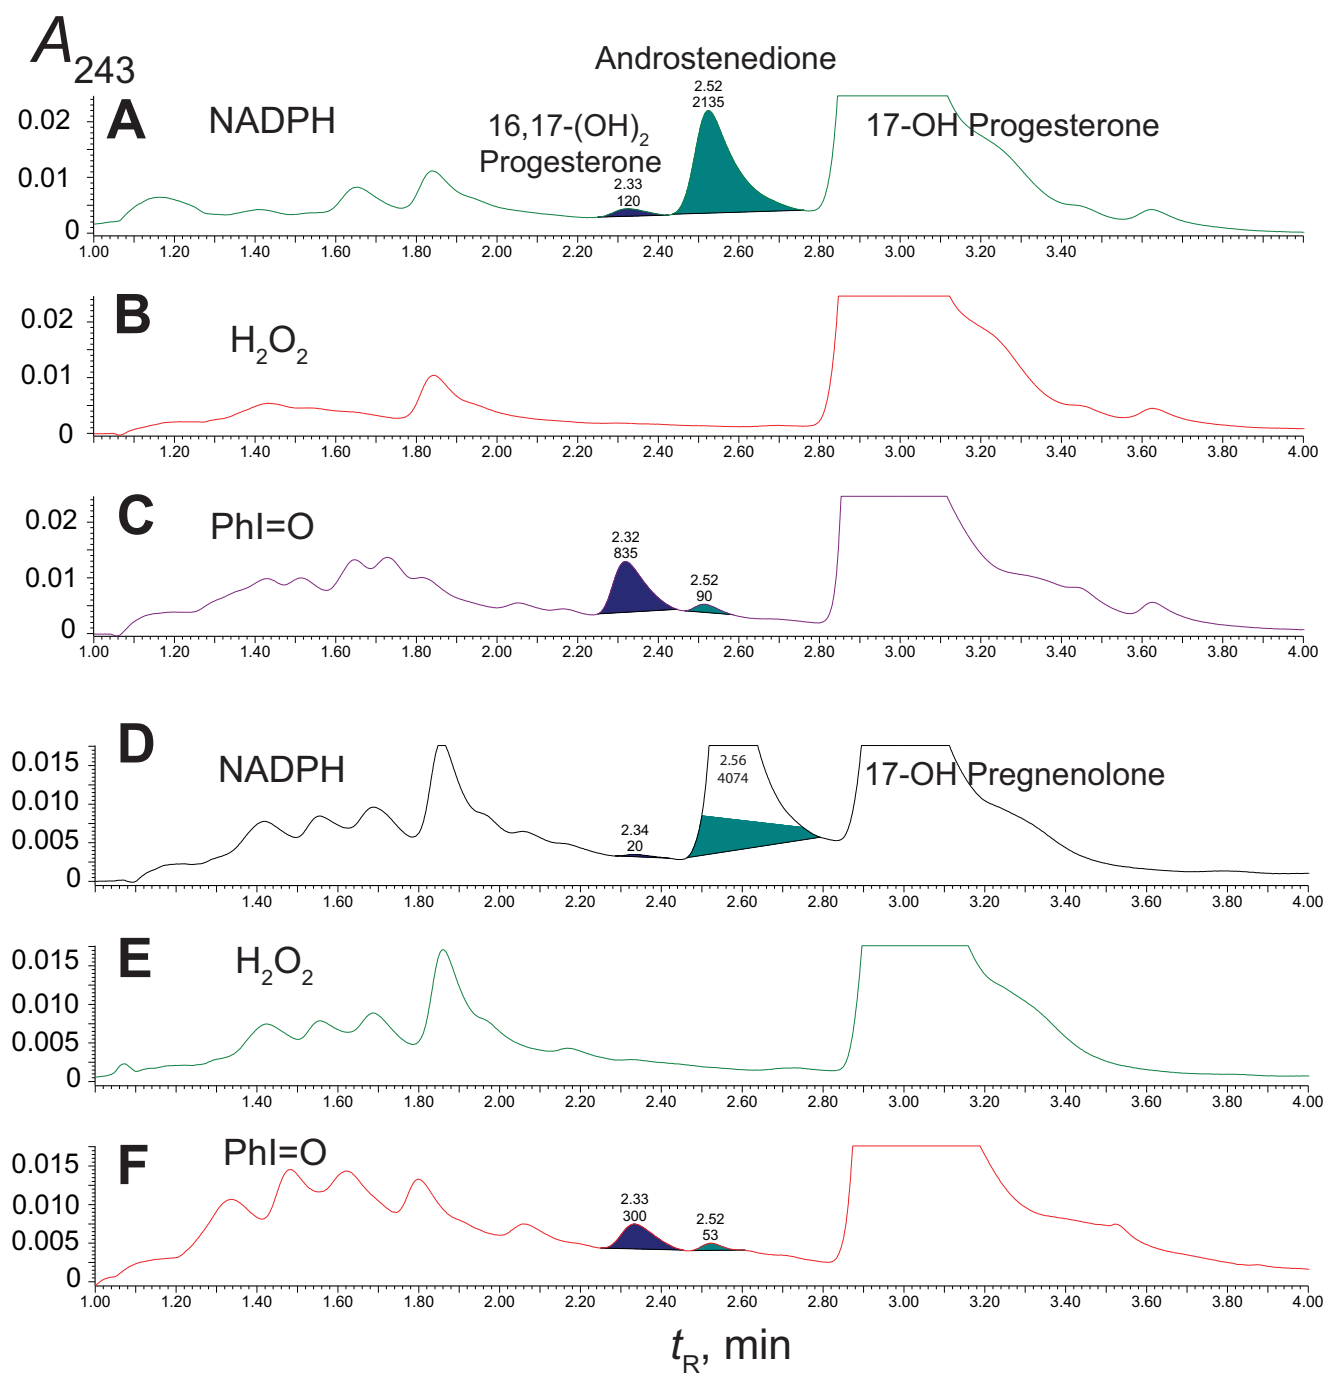 A243
Androstenedione
2.52
2135
A
NADPH
16,17-(OH)2
Progesterone
2.33
120
17-OH Progesterone
0.02
0.01
0
1.00 1.20 1.40 1.60 1.80 2.00 2.20 2.40 2.60 2.80 3.00 3.20 3.40 3.60 3.80 4.00
B
H2O2
0.02
0.01
0
1.20 1.40 1.60 1.80 2.00 2.20 2.40 2.60 2.80 3.00 3.20 3.40 3.60 3.80 4.00
C
PhI=O
2.32
835
2.52
90
0.02
0.01
0
1.00 1.20 1.40 1.60 1.80 2.00 2.20 2.40 2.60 2.80 3.00 3.20 3.40 3.60 3.80 4.00
D
NADPH
2.34
20
2.56
4074
17-OH Pregnenolone
0.015
0.010
0.005
0
1.40 1.60 1.80 2.00 2.20 2.40 2.60 2.80 3.00 3.20 3.40 3.60 3.80 4.00
E
H2O2
0.015
0.010
0.005
0
1.40 1.60 1.80 2.00 2.20 2.40 2.60 2.80 3.00 3.20 3.40 3.60 3.80 4.00
F
PhI=O
2.33
300
2.52
53
0.015
0.010
0.005
0
1.00 1.20 1.40 1.60 1.80 2.00 2.20 2.40 2.60 2.80 3.00 3.20 3.40 3.60 3.80 4.00
tR, min